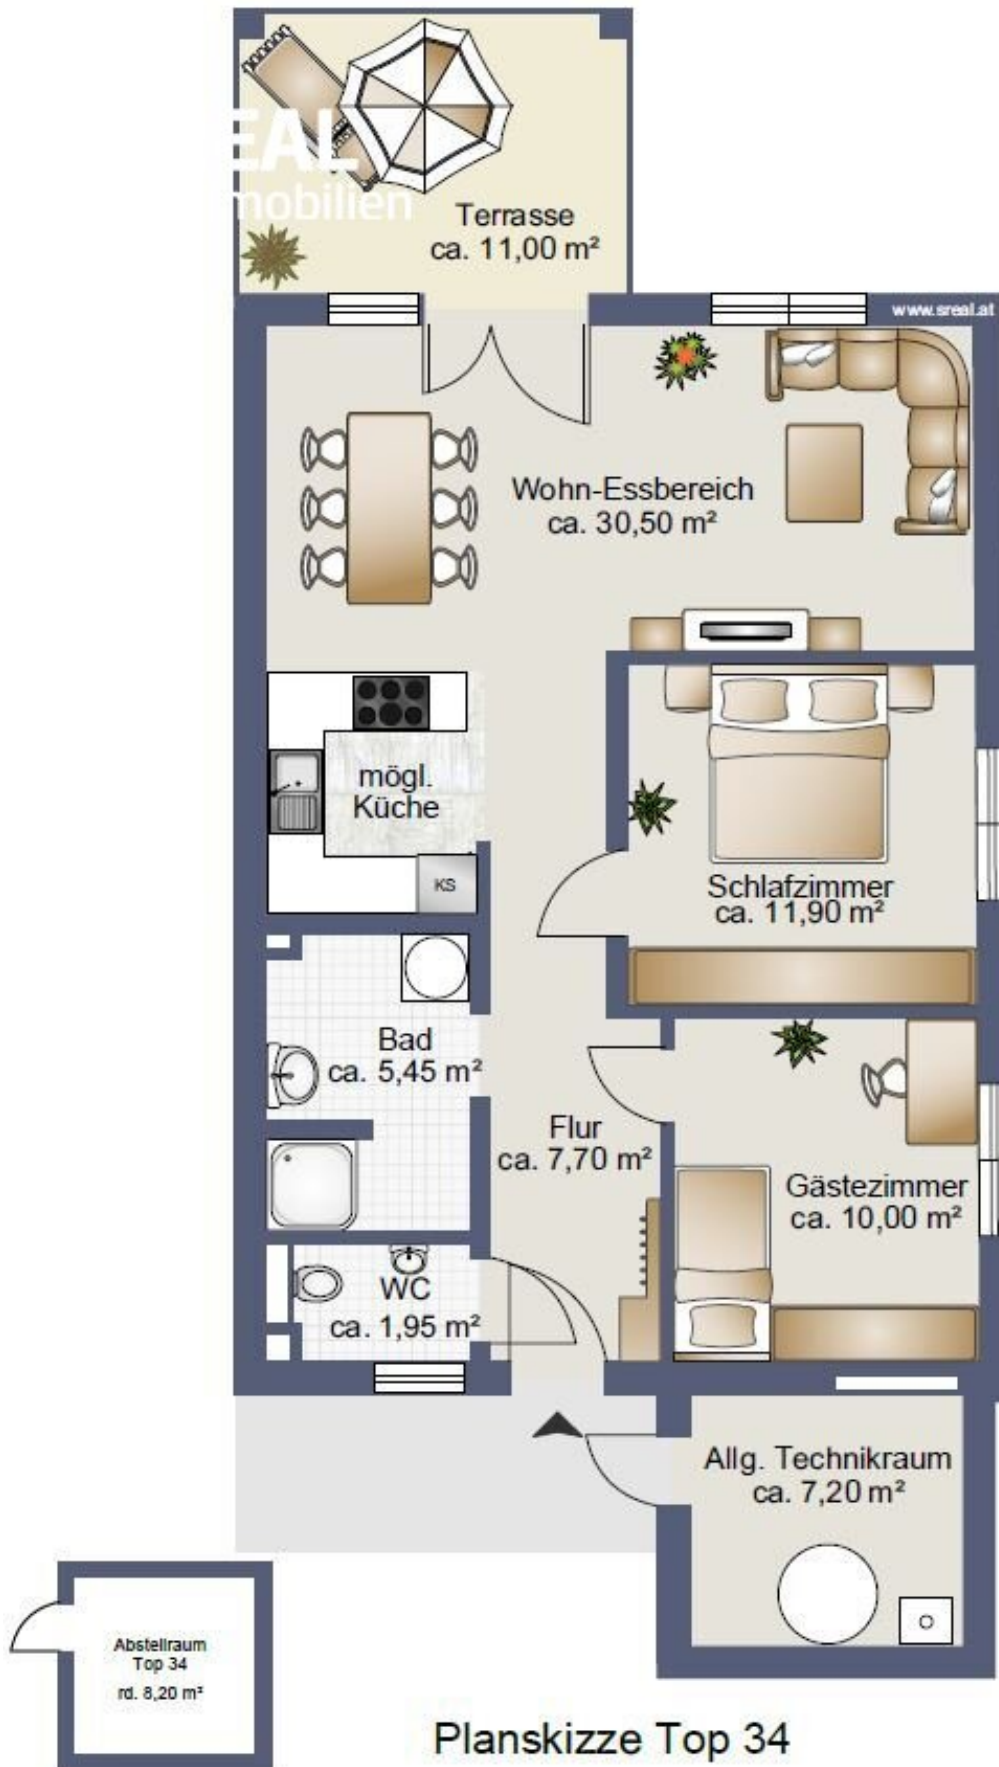 EAL
mobilien
Terrasse
ca. 11,00 m²
www.sreal.at
Wohn-Essbereich
ca. 30,50 m²
mögl.
Küche
KS
Schlafzimmer
ca. 11,90 m²
Bad
ca. 5,45 m²
Flur
ca. 7,70 m²
Gästezimmer
ca. 10,00 m²
WC
ca. 1,95 m²
Allg. Technikraum
ca. 7,20 m²
Abstellraum
Top 34
rd. 8,20 m²
Planskizze Top 34